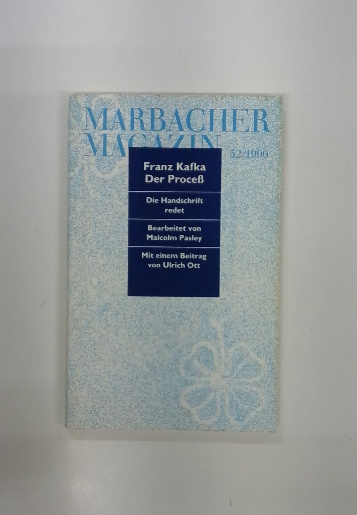 MARBACHER
MAGAZIN 52/1990
Franz Kafka
Der Proceß
Die Handschrift
redet
Bearbeitet von
Malcolm Pasley
Mit einem Beitrag
von Ulrich Ott